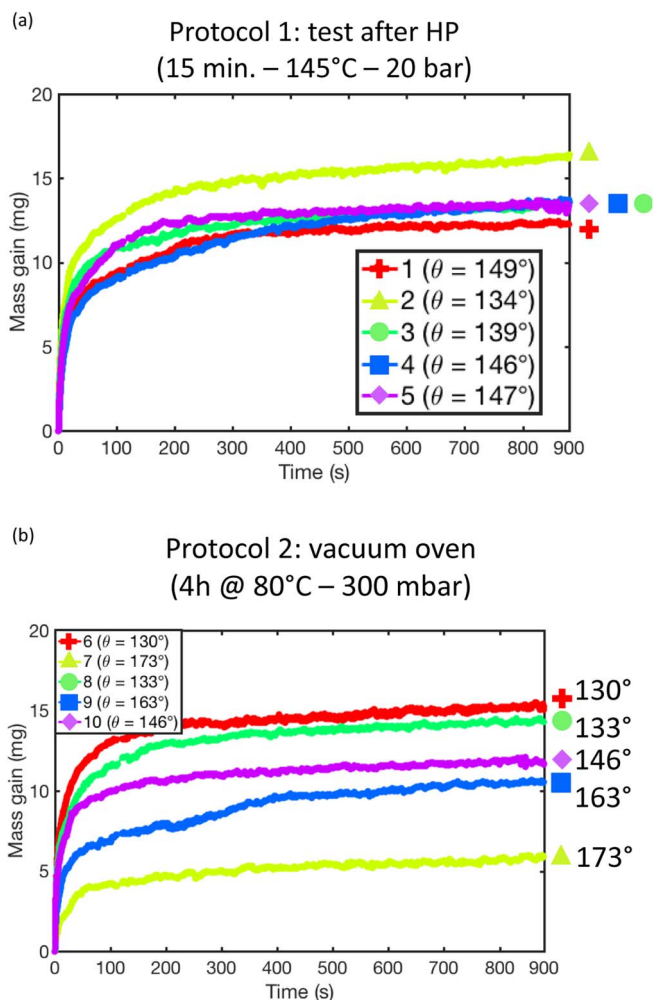 (a)
Protocol 1: test after HP
(15 min. – 145°C – 20 bar)
20
15
10
5
0
Mass gain (mg)
1 (θ = 149°)
2 (θ = 134°)
3 (θ = 139°)
4 (θ = 146°)
5 (θ = 147°)
0 100 200 300 400 500 600 700 800 900
Time (s)
(b)
Protocol 2: vacuum oven
(4h @ 80°C – 300 mbar)
20
15
10
5
0
Mass gain (mg)
6 (θ = 130°)
7 (θ = 173°)
8 (θ = 133°)
9 (θ = 163°)
10 (θ = 146°)
130°
133°
146°
163°
173°
0 100 200 300 400 500 600 700 800 900
Time (s)